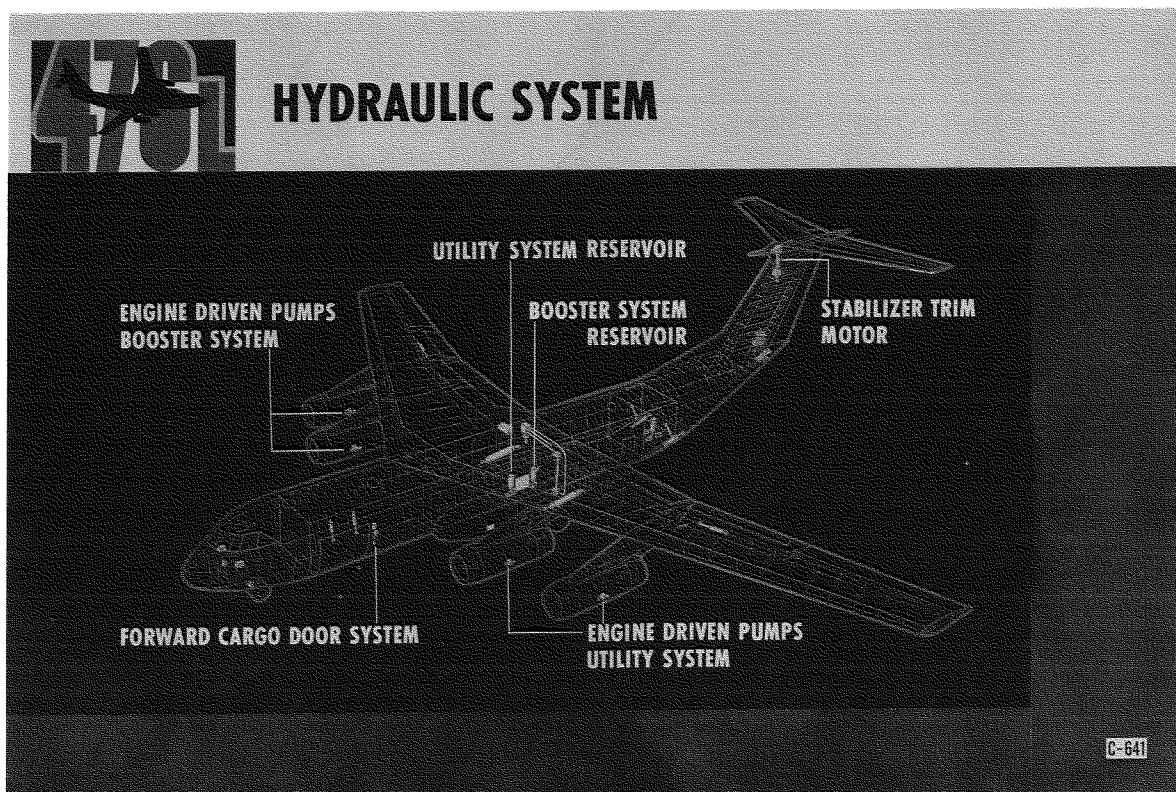 476L
HYDRAULIC SYSTEM
UTILITY SYSTEM RESERVOIR
ENGINE DRIVEN PUMPS
BOOSTER SYSTEM
BOOSTER SYSTEM
RESERVOIR
STABILIZER TRIM
MOTOR
FORWARD CARGO DOOR SYSTEM
ENGINE DRIVEN PUMPS
UTILITY SYSTEM
C-641